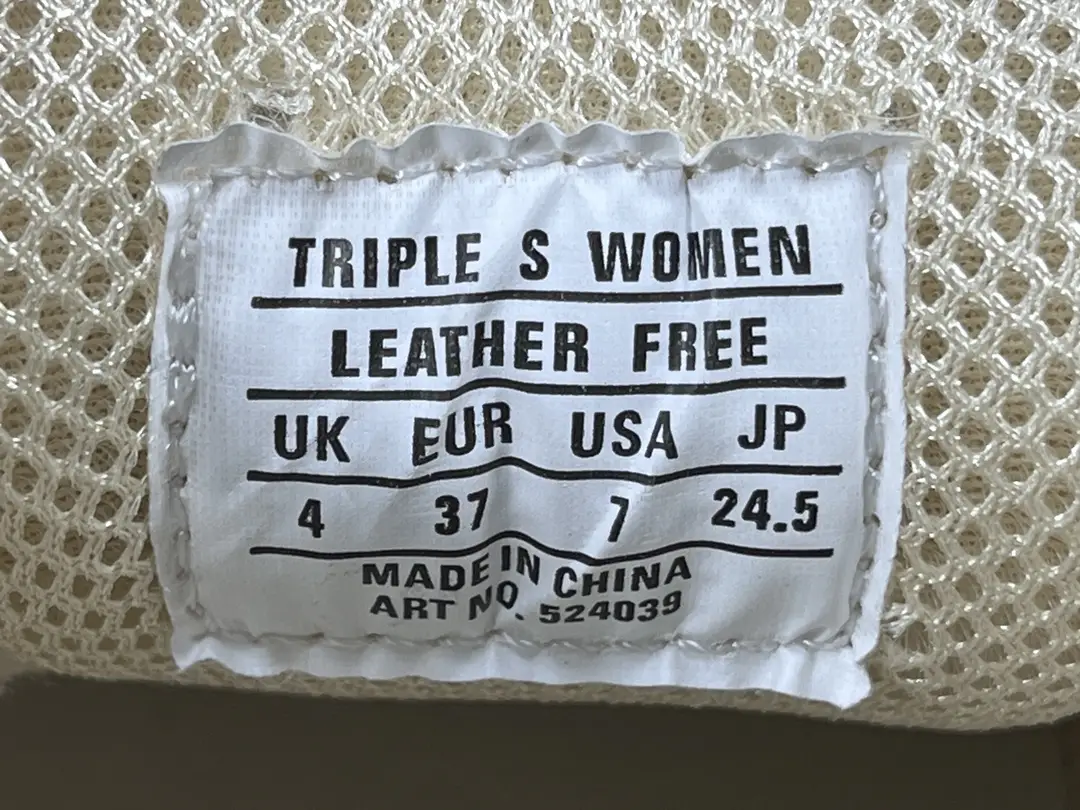 TRIPLE S WOMEN
LEATHER FREE
UK EUR USA JP
4 37 7 24.5
MADE IN CHINA
ART NO. 524039